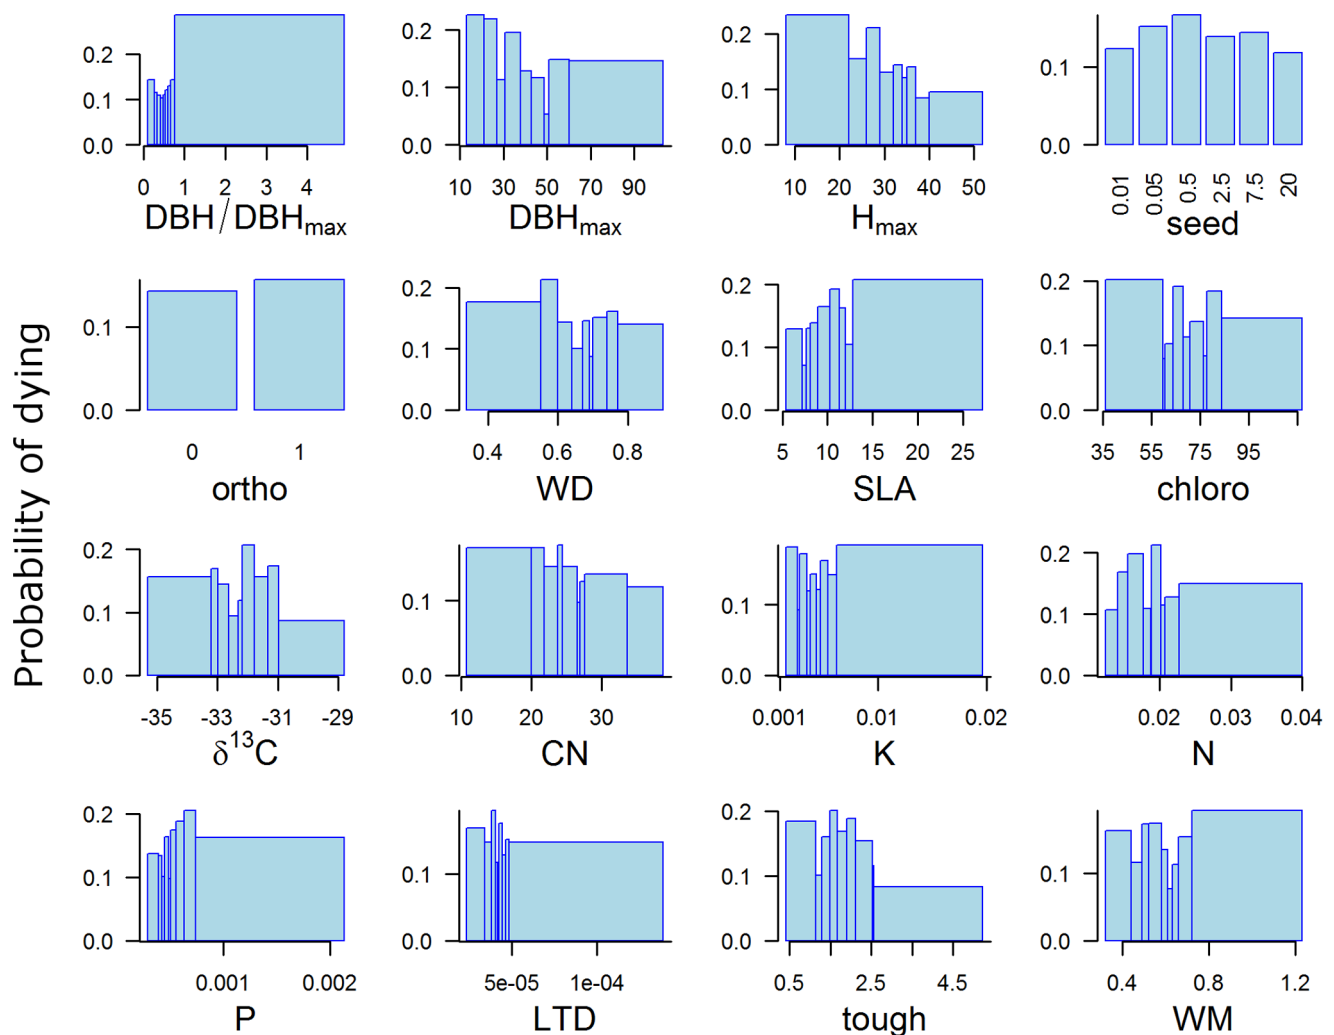 Probability of dying
0.2
0.1
0.0
0 1 2 3 4
DBH/DBHmax
0.2
0.1
0.0
10 30 50 70 90
DBHmax
0.2
0.1
0.0
10 20 30 40 50
Hmax
0.1
0.0
0.01 0.05 0.5 2.5 7.5 20
seed
0.1
0.0
0 1
ortho
0.2
0.1
0.0
0.4 0.6 0.8
WD
0.2
0.1
0.0
5 10 15 20 25
SLA
0.2
0.1
0.0
35 55 75 95
chloro
0.2
0.1
0.0
-35 -33 -31 -29
δ13C
0.1
0.0
10 20 30
CN
0.1
0.0
0.001 0.01 0.02
K
0.2
0.1
0.0
0.02 0.03 0.04
N
0.2
0.1
0.0
0.001 0.002
P
0.1
0.0
5e-05 1e-04
LTD
0.2
0.1
0.0
0.5 2.5 4.5
tough
0.1
0.0
0.4 0.8 1.2
WM